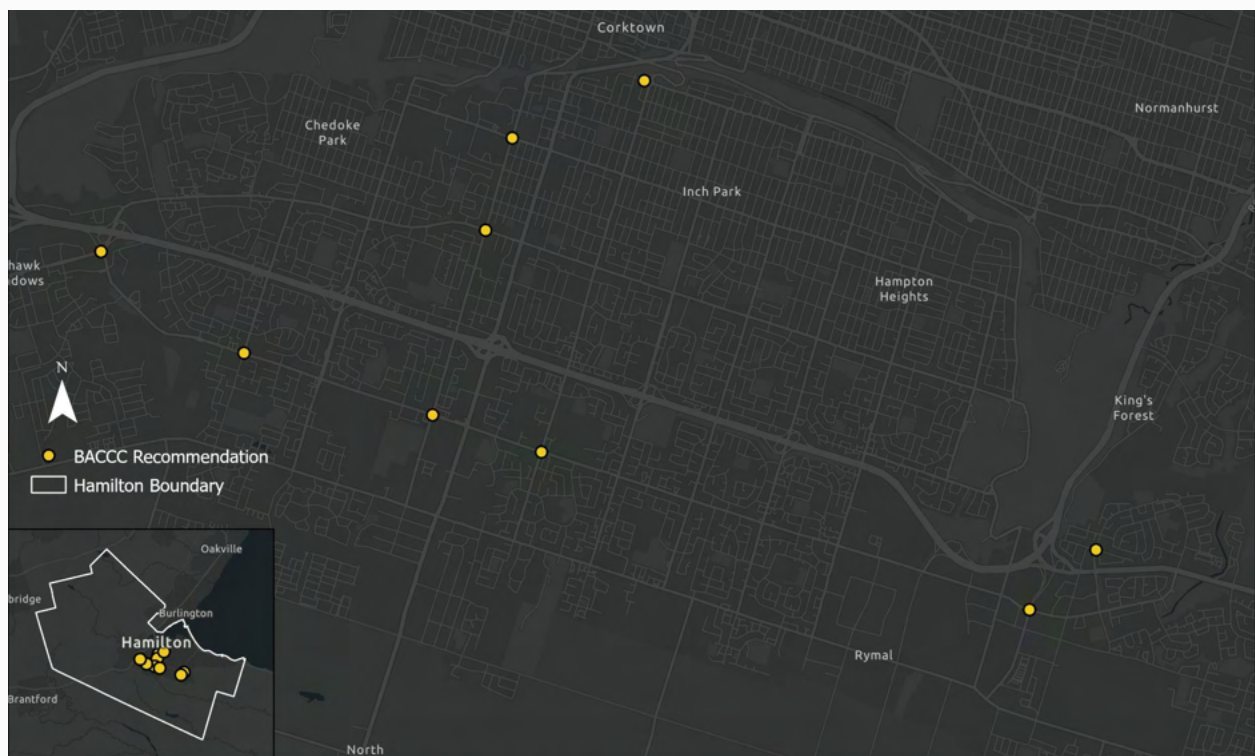 Corktown
Normanhurst
Chedoke
Park
Inch Park
hawk
dows
Hampton
Heights
N
King's
Forest
BACCC Recommendation
Hamilton Boundary
Oakville
bridge
Burlington
Hamilton
Rymal
Brantford
North